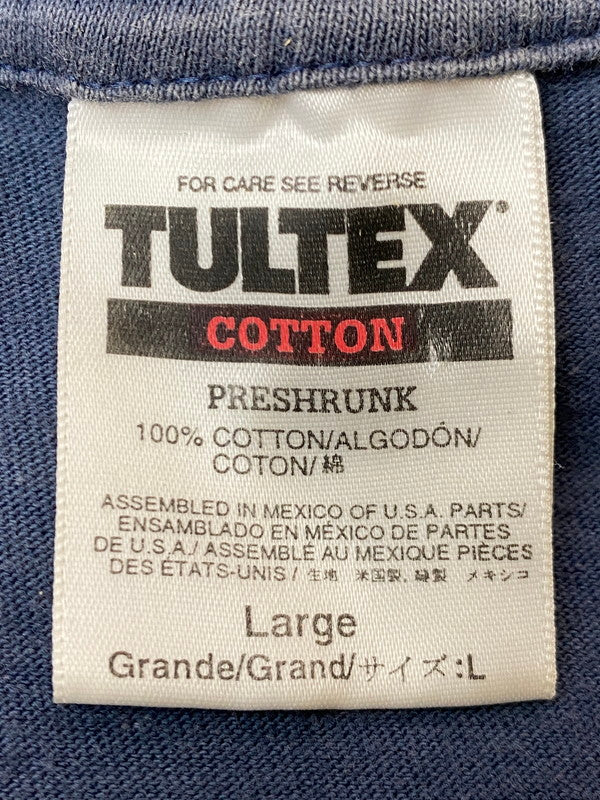 FOR CARE SEE REVERSE
TULTEX®
COTTON
PRESHRUNK
100% COTTON/ALGODÓN/
COTON/綿
ASSEMBLED IN MEXICO OF U.S.A. PARTS/
ENSAMBLADO EN MÉXICO DE PARTES
DE U.S.A./ASSEMBLÉ AU MEXIQUE PIÈCES
DES ÉTATS-UNIS/生地 米国製, 縫製 メキシコ
Large
Grande/Grand/サイズ:L